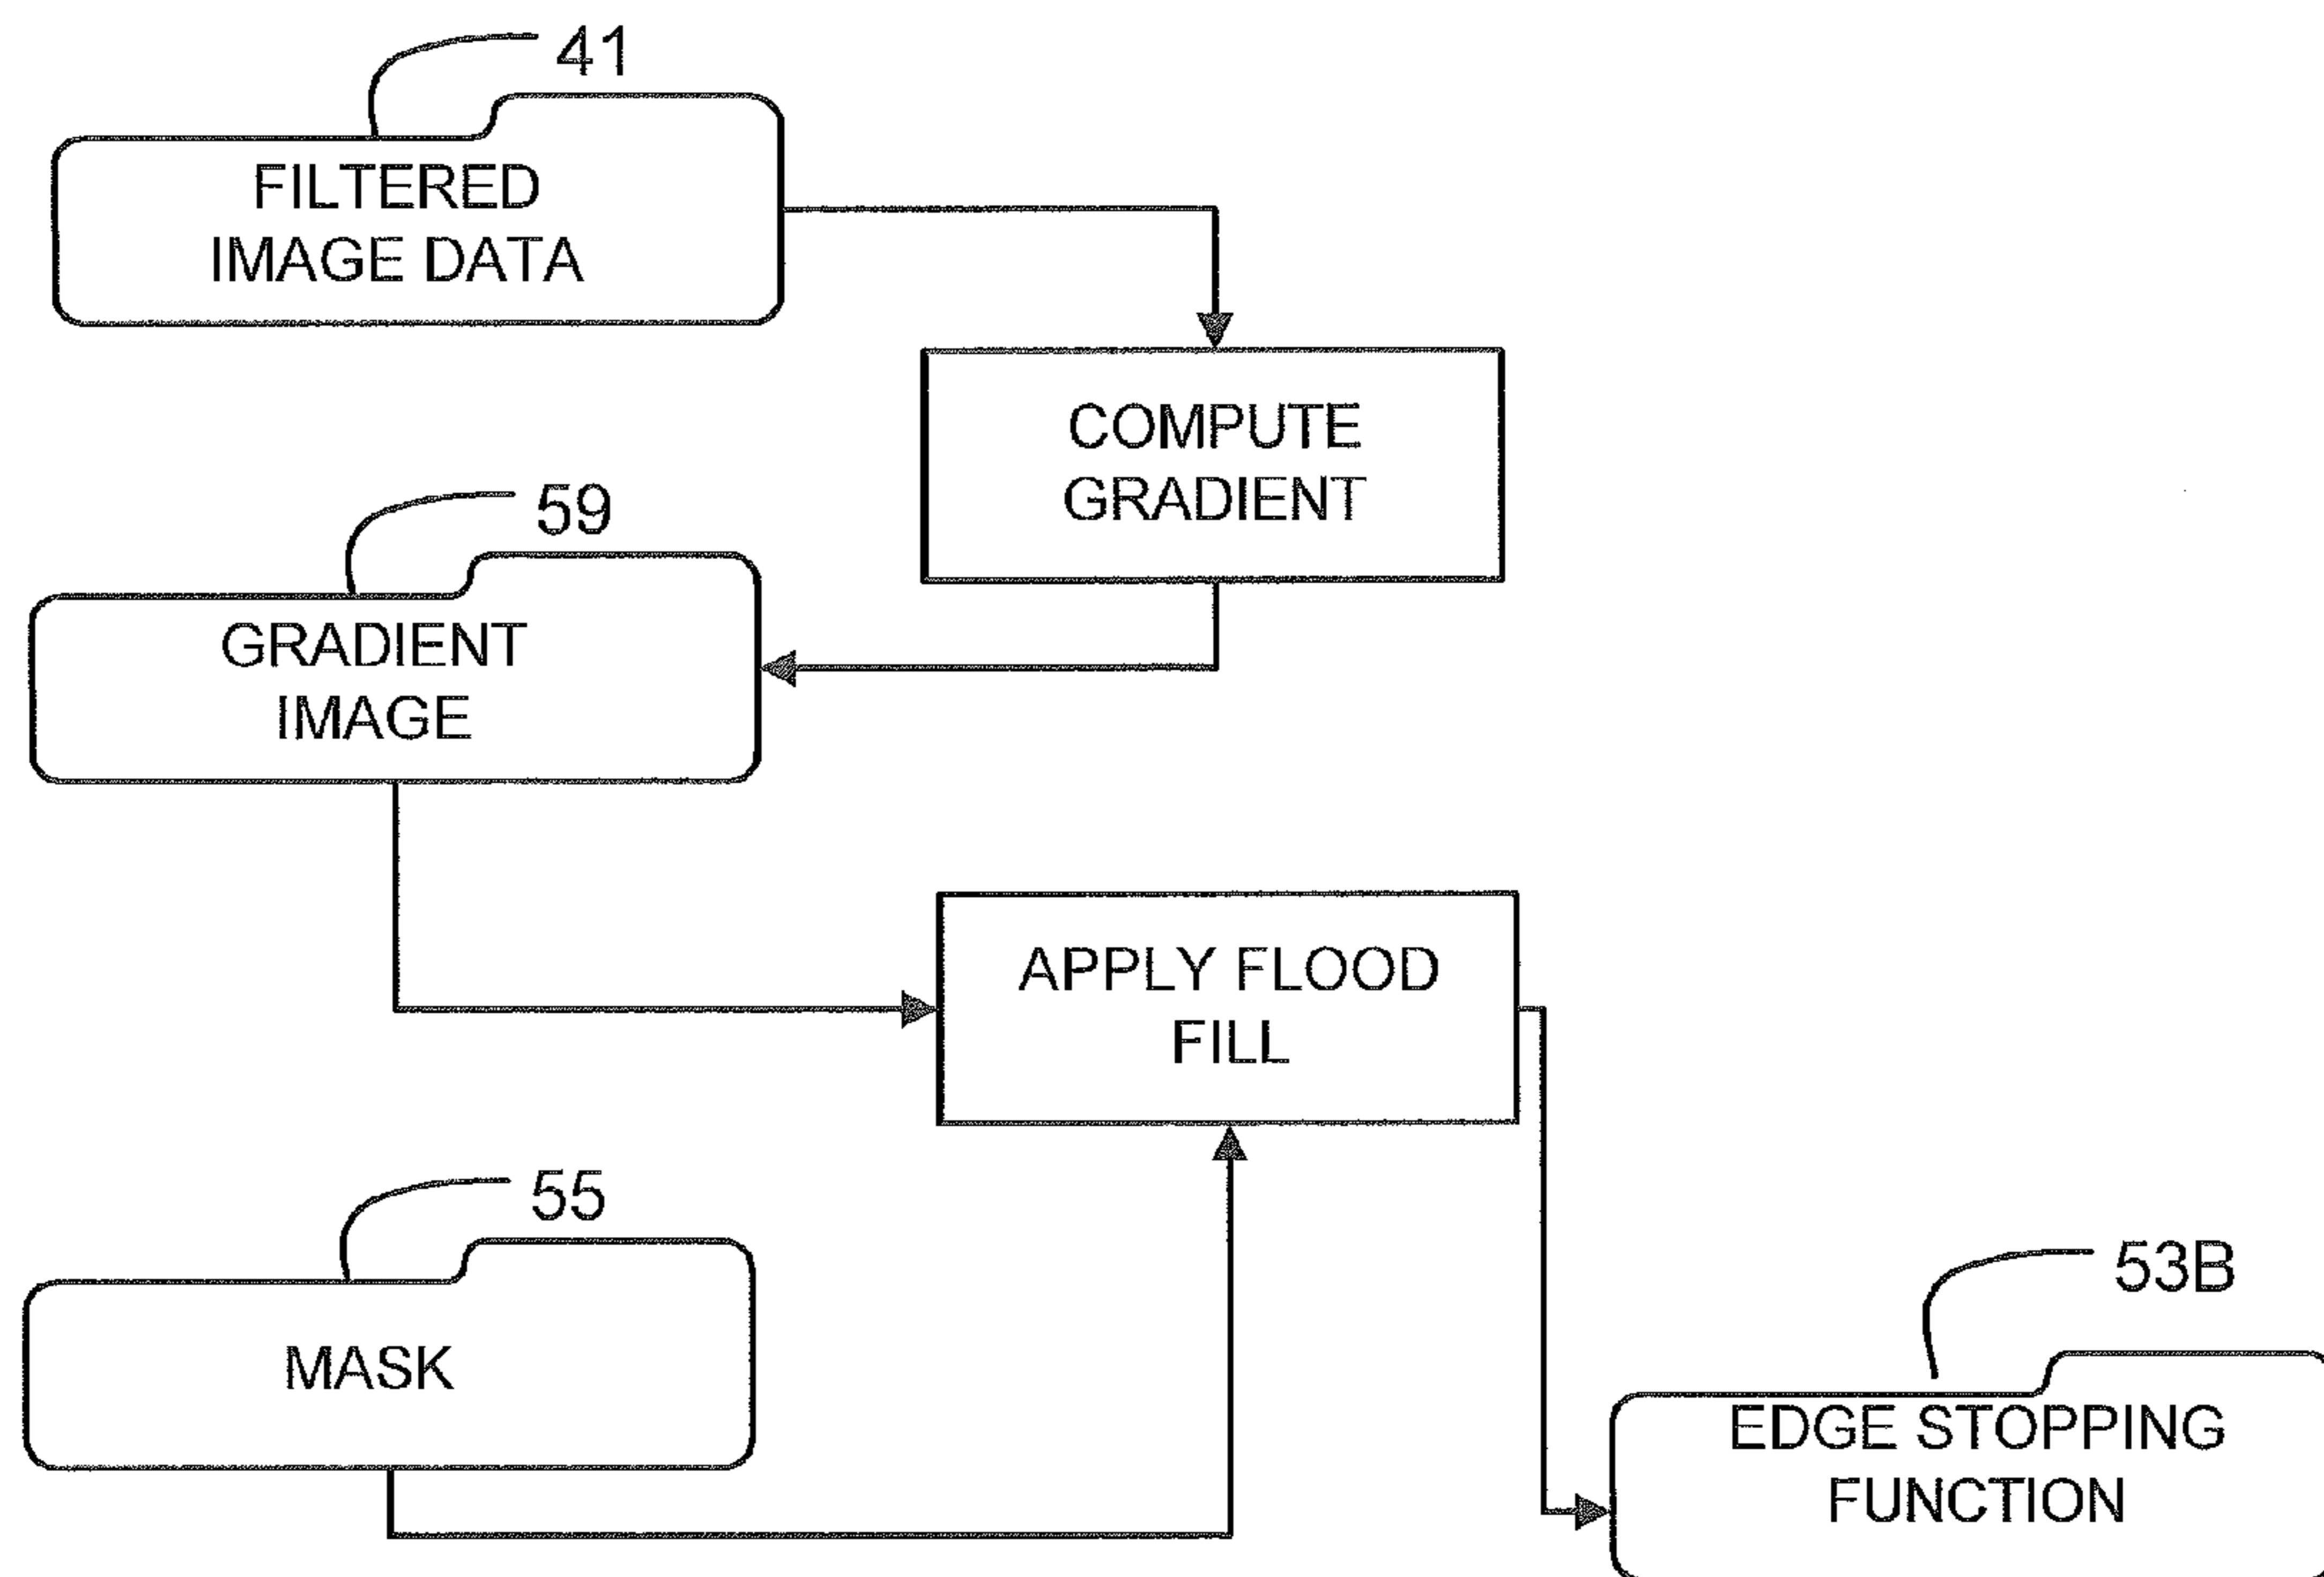 41
FILTERED
IMAGE DATA
COMPUTE
GRADIENT
59
GRADIENT
IMAGE
APPLY FLOOD
FILL
55
MASK
53B
EDGE STOPPING
FUNCTION